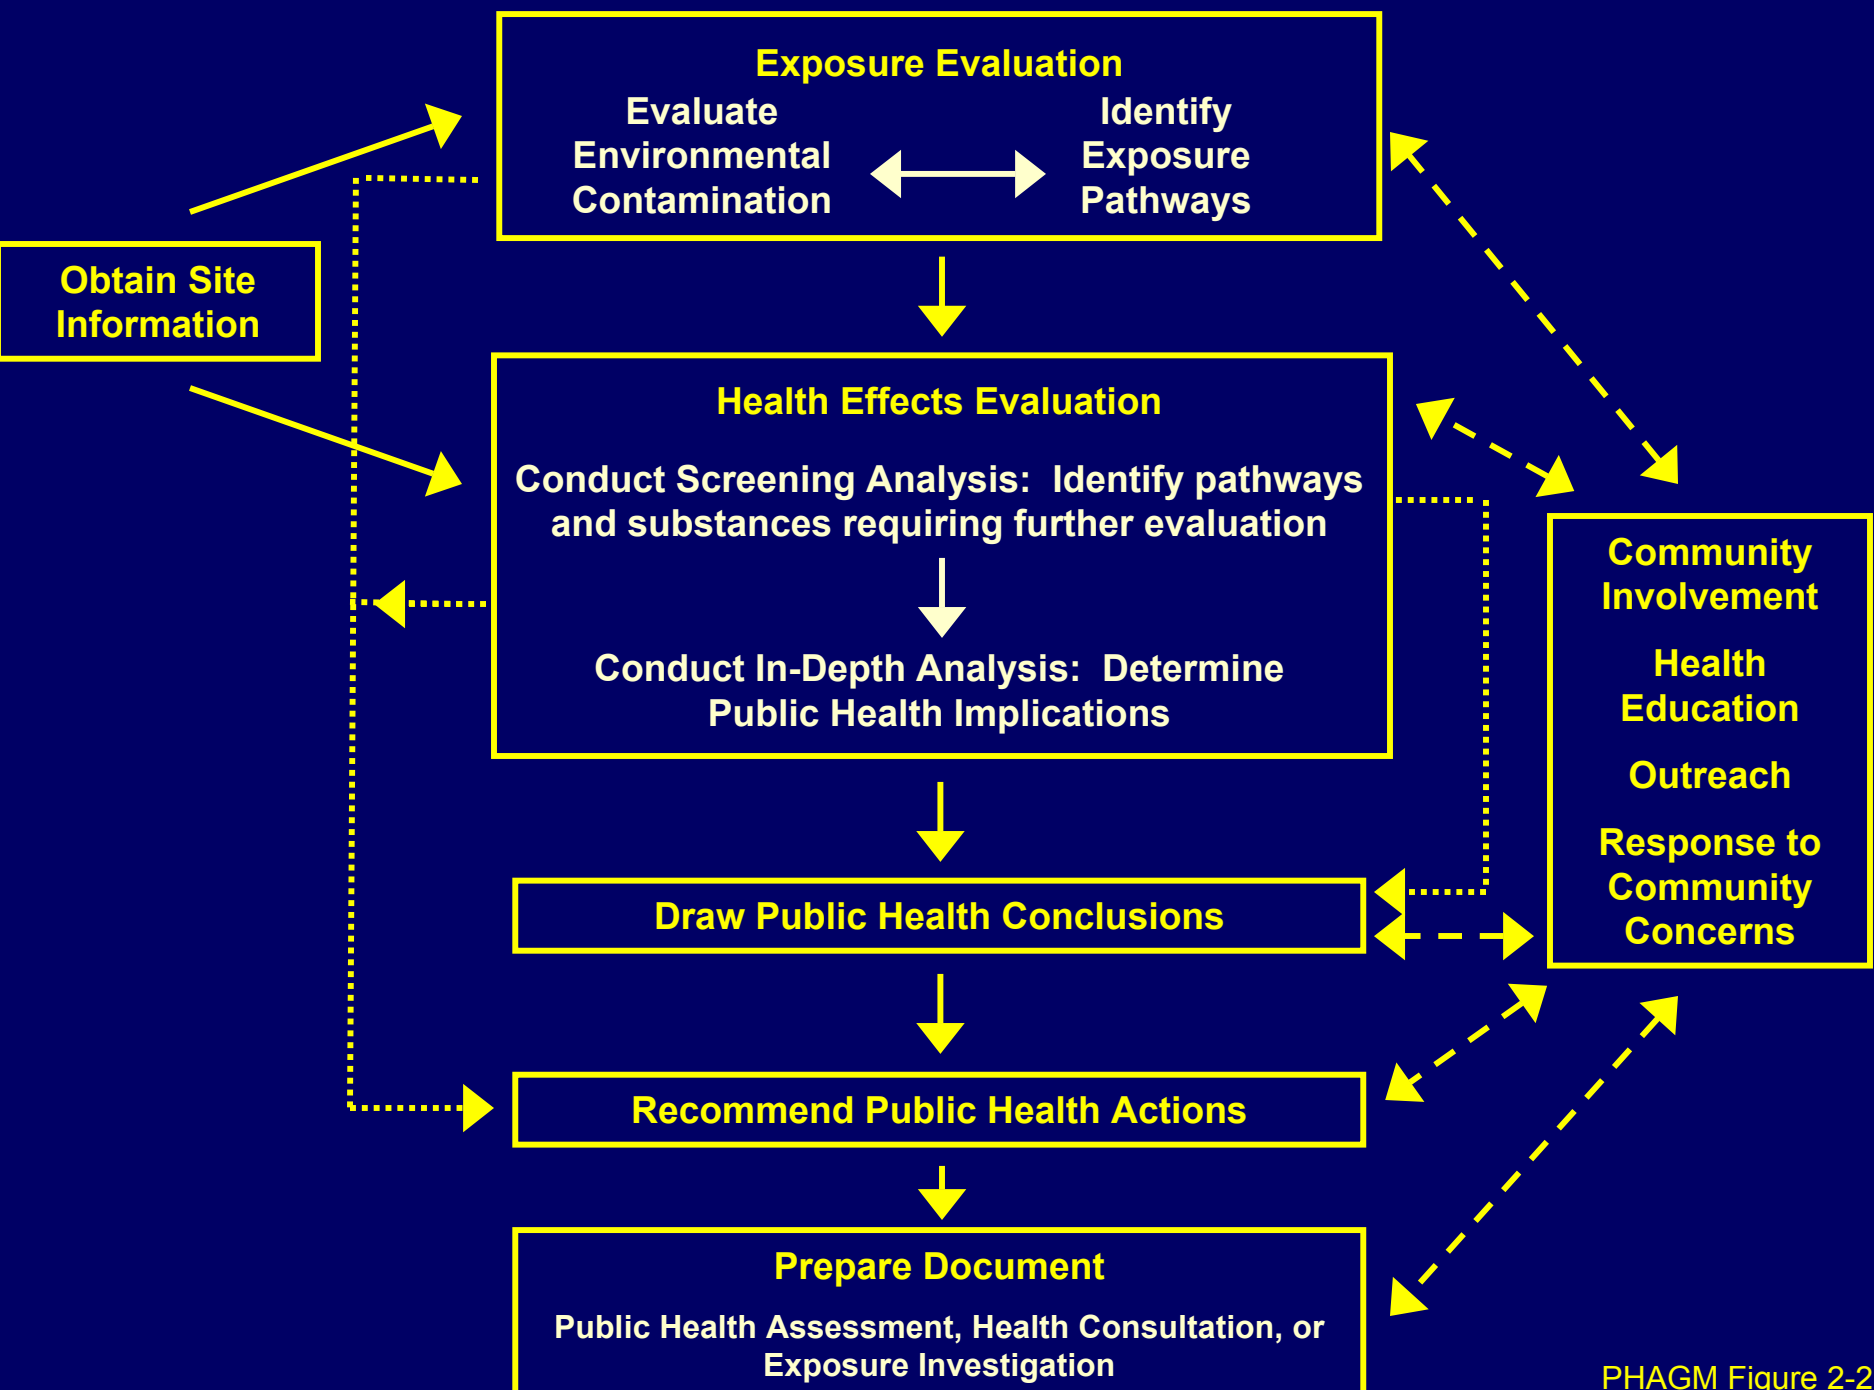 Exposure Evaluation
Evaluate
Environmental
Contamination
Identify
Exposure
Pathways
Obtain Site
Information
Health Effects Evaluation
Conduct Screening Analysis:  Identify pathways
and substances requiring further evaluation
Conduct In-Depth Analysis:  Determine
Public Health Implications
Community
Involvement
Health
Education
Outreach
Response to
Community
Concerns
Draw Public Health Conclusions
Recommend Public Health Actions
Prepare Document
Public Health Assessment, Health Consultation, or
Exposure Investigation
PHAGM Figure 2-2